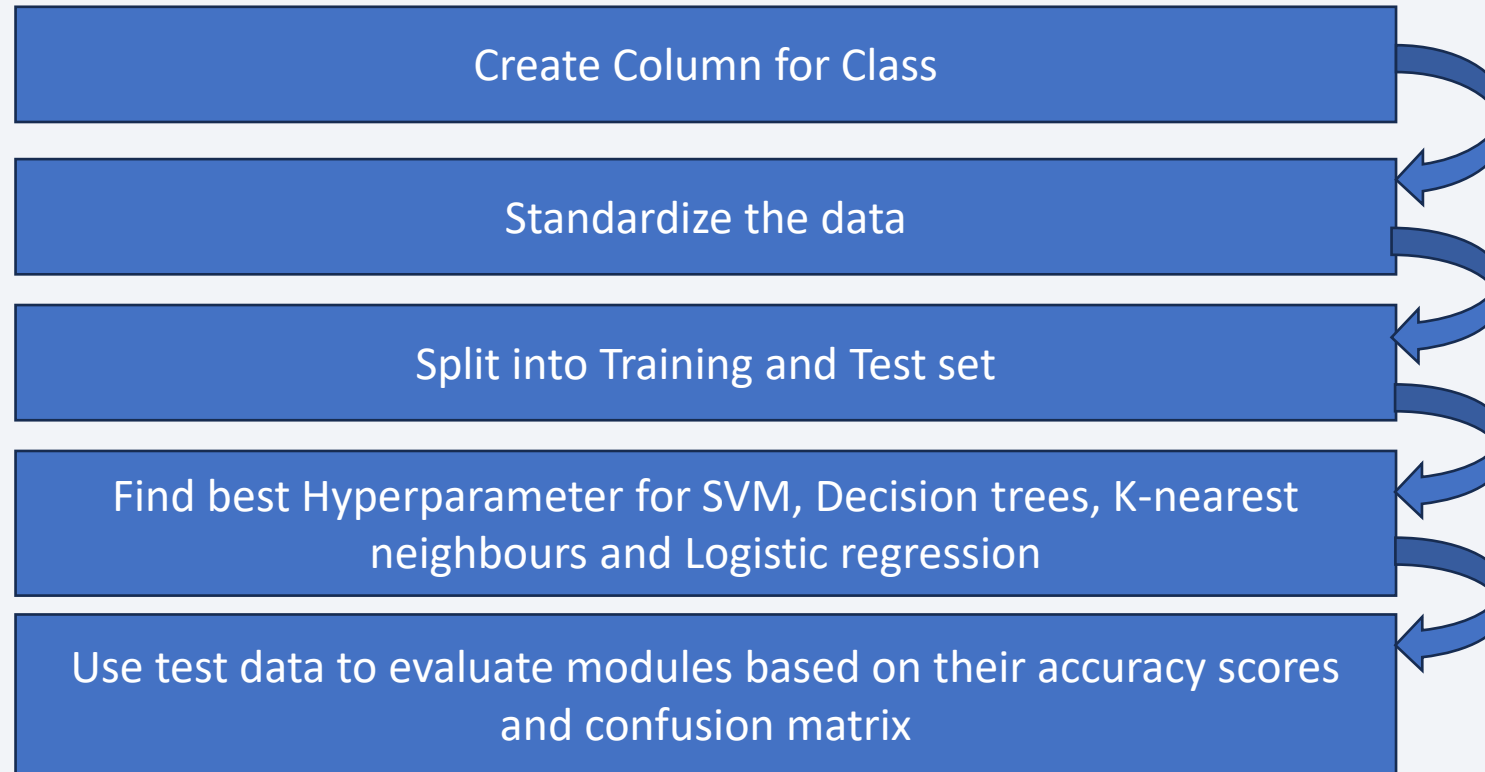 Create Column for Class
Standardize the data
Split into Training and Test set
Find best Hyperparameter for SVM, Decision trees, K-nearest
neighbours and Logistic regression
Use test data to evaluate modules based on their accuracy scores
and confusion matrix